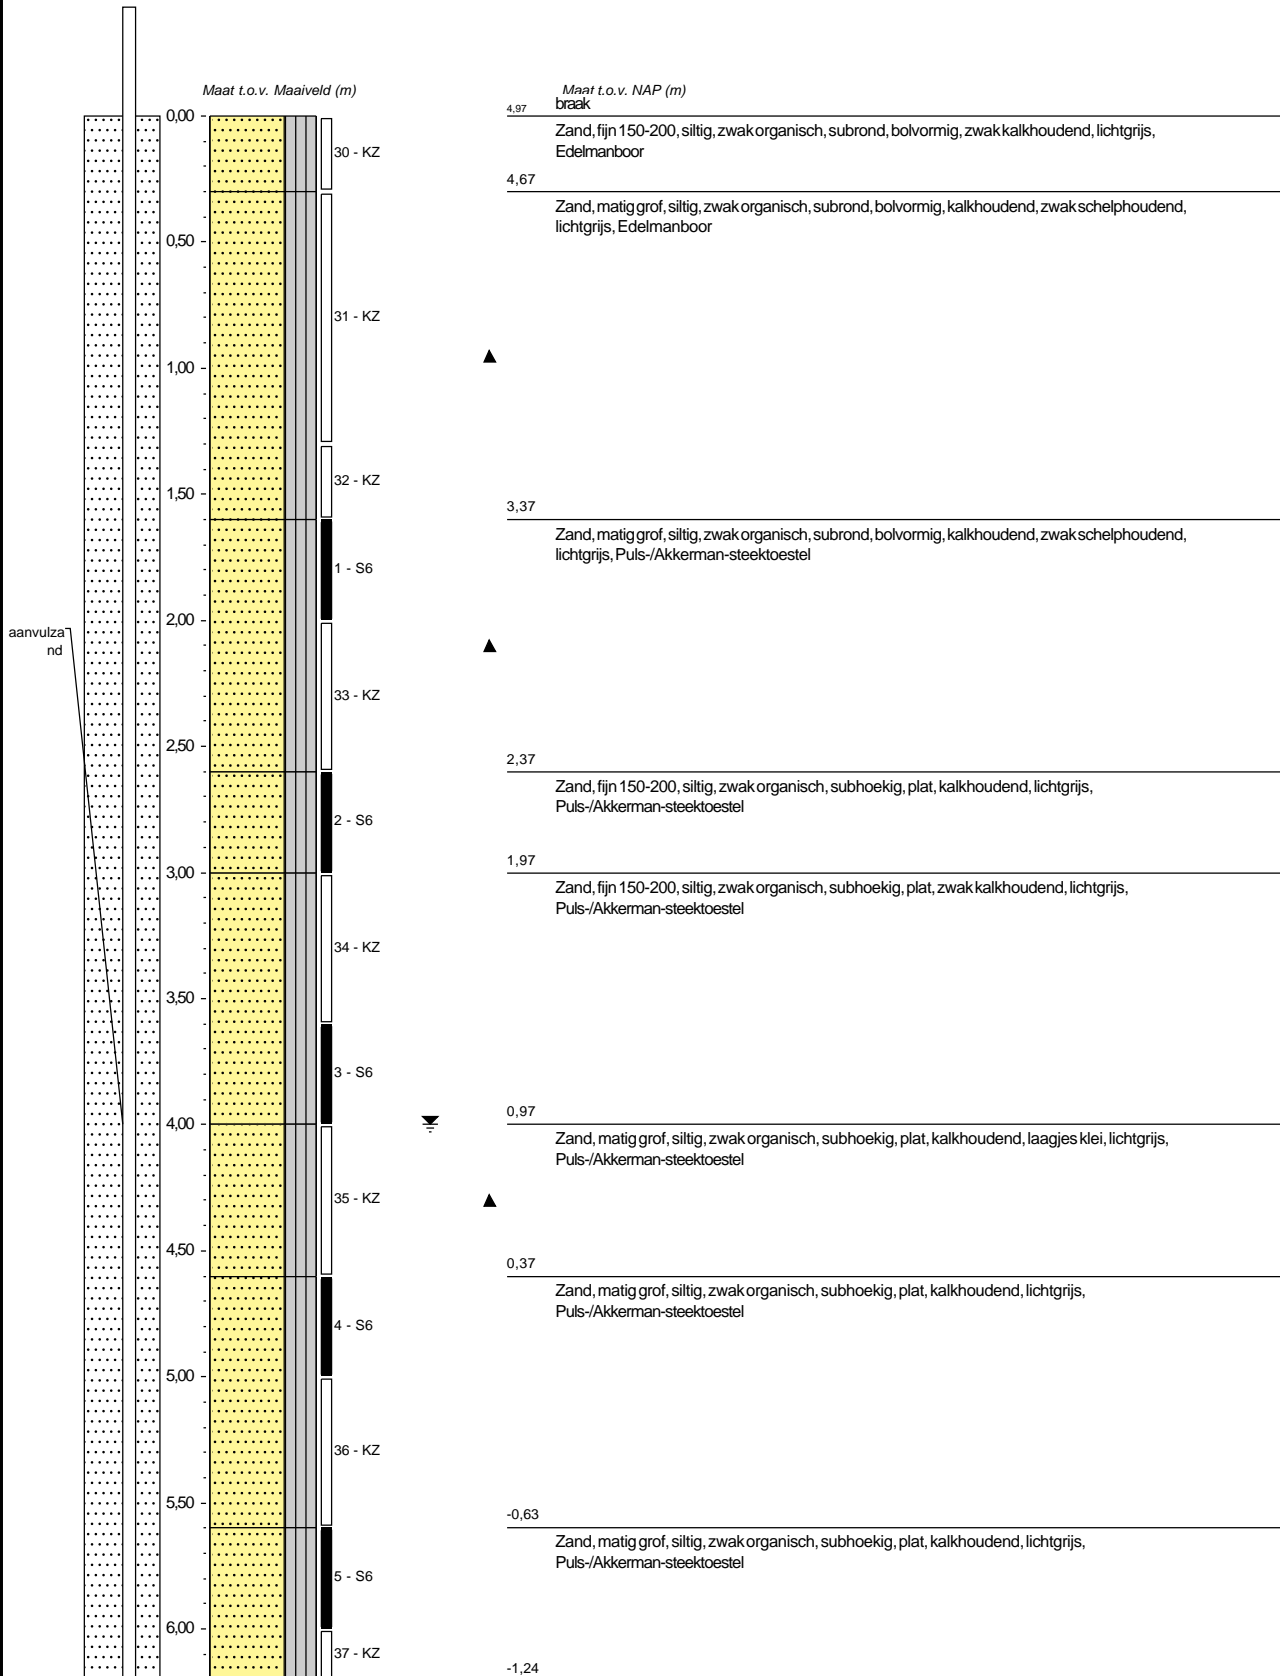 Maat t.o.v. Maaiveld (m)
Maat t.o.v. NAP (m)
4,97
braak
0,00
Zand, fijn 150-200, siltig, zwak organisch, subrond, bolvormig, zwak kalkhoudend, lichtgrijs,
Edelmanboor
30 - KZ
4,67
Zand, matig grof, siltig, zwak organisch, subrond, bolvormig, kalkhoudend, zwak schelphoudend,
lichtgrijs, Edelmanboor
0,50
31 - KZ
1,00
32 - KZ
1,50
3,37
Zand, matig grof, siltig, zwak organisch, subrond, bolvormig, kalkhoudend, zwak schelphoudend,
lichtgrijs, Puls-/Akkerman-steektoestel
1 - S6
2,00
aanvulza
nd
33 - KZ
2,50
2,37
Zand, fijn 150-200, siltig, zwak organisch, subhoekig, plat, kalkhoudend, lichtgrijs,
Puls-/Akkerman-steektoestel
2 - S6
1,97
3,00
Zand, fijn 150-200, siltig, zwak organisch, subhoekig, plat, zwak kalkhoudend, lichtgrijs,
Puls-/Akkerman-steektoestel
34 - KZ
3,50
3 - S6
0,97
4,00
Zand, matig grof, siltig, zwak organisch, subhoekig, plat, kalkhoudend, laagjes klei, lichtgrijs,
Puls-/Akkerman-steektoestel
35 - KZ
4,50
0,37
Zand, matig grof, siltig, zwak organisch, subhoekig, plat, kalkhoudend, lichtgrijs,
Puls-/Akkerman-steektoestel
4 - S6
5,00
36 - KZ
5,50
-0,63
Zand, matig grof, siltig, zwak organisch, subhoekig, plat, kalkhoudend, lichtgrijs,
Puls-/Akkerman-steektoestel
5 - S6
6,00
37 - KZ
-1,24